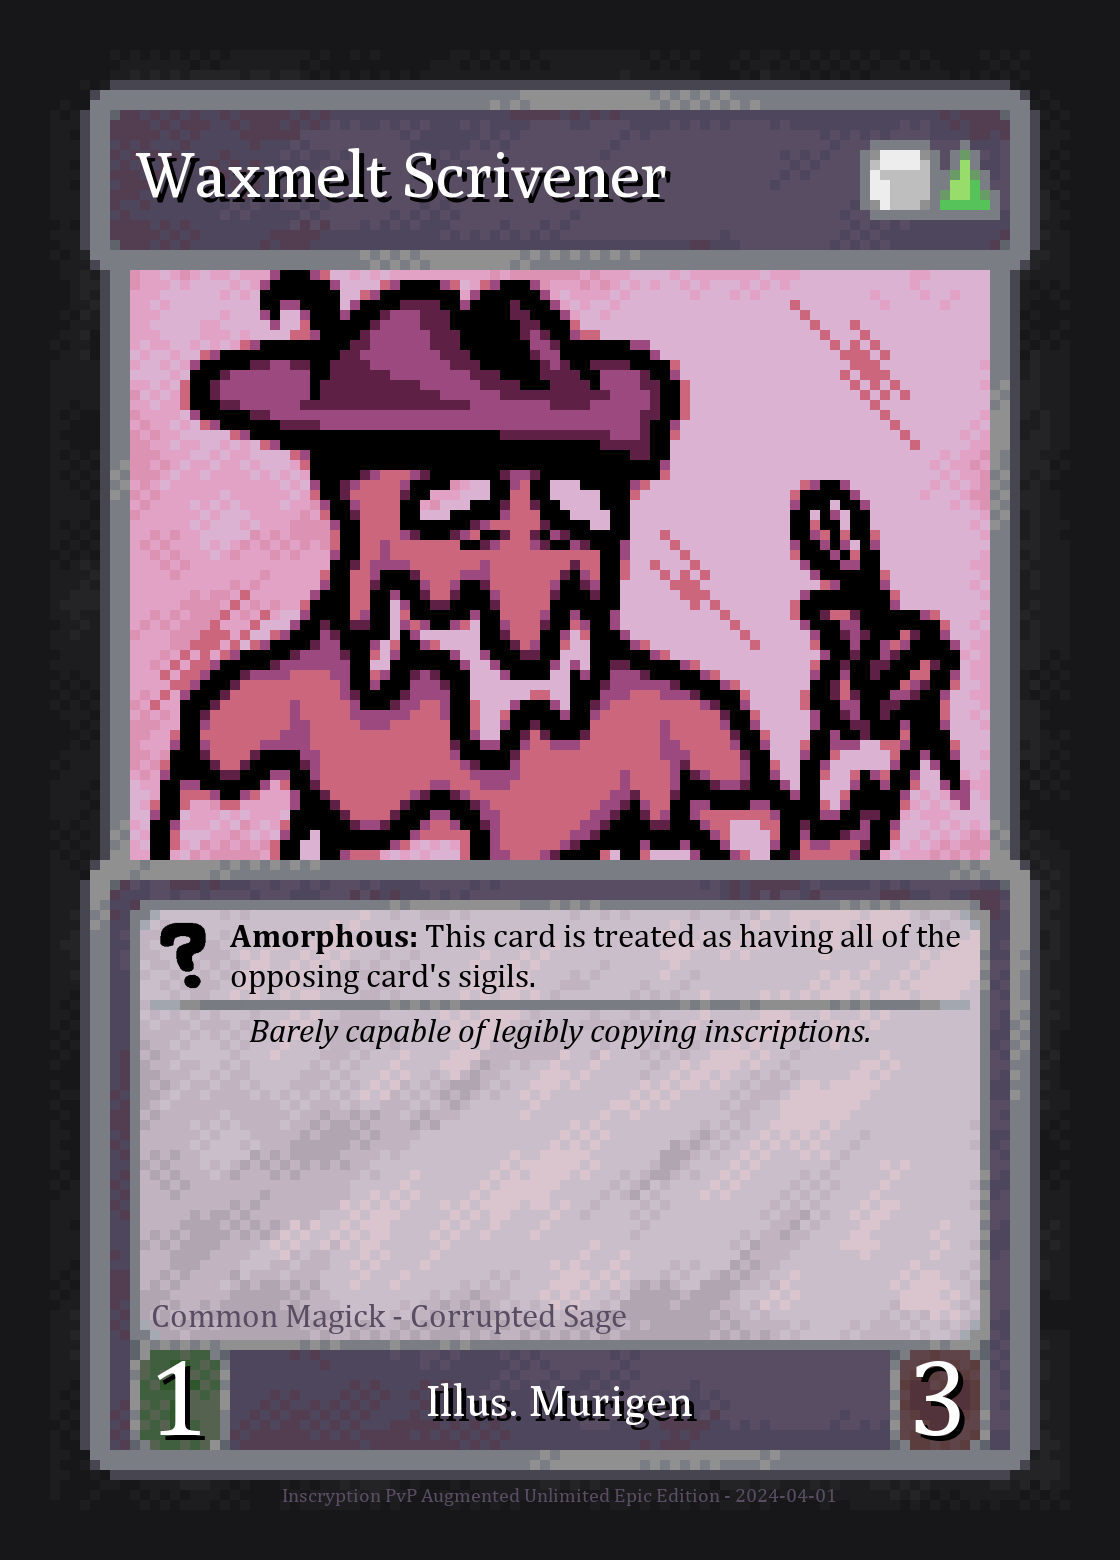 Waxmelt Scrivener
Amorphous: This card is treated as having all of the
opposing card's sigils.
Barely capable of legibly copying inscriptions.
Common Magick - Corrupted Sage
1
Illus. Murigen
3
Inscryption PvP Augmented Unlimited Epic Edition - 2024-04-01